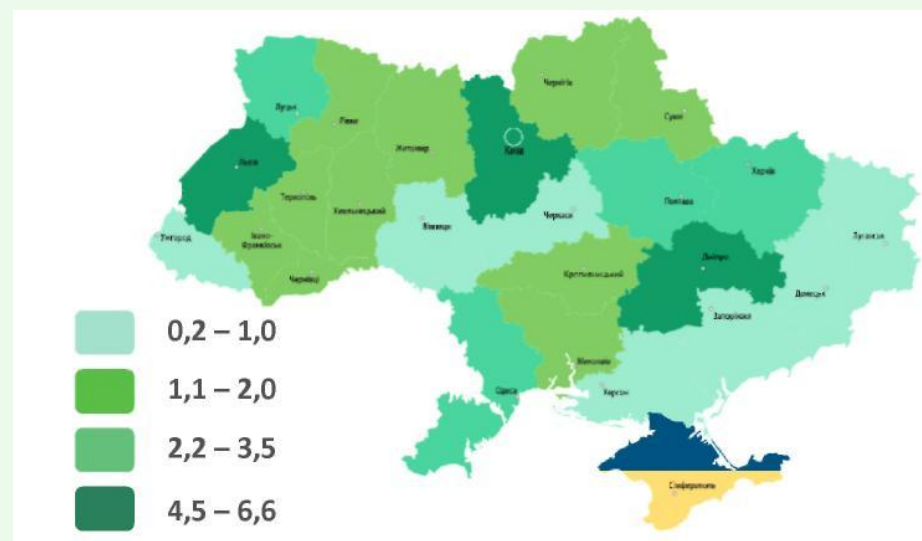 Луцьк
Рівне
Житомир
Київ
Чернігів
Суми
Львів
Тернопіль
Хмельницький
Вінниця
Черкаси
Полтава
Харків
Ужгород
Івано-
Франківськ
Чернівці
Кропивницький
Дніпро
Луганськ
Донецьк
Запоріжжя
Миколаїв
Херсон
Одеса
Сімферополь
0,2 – 1,0
1,1 – 2,0
2,2 – 3,5
4,5 – 6,6